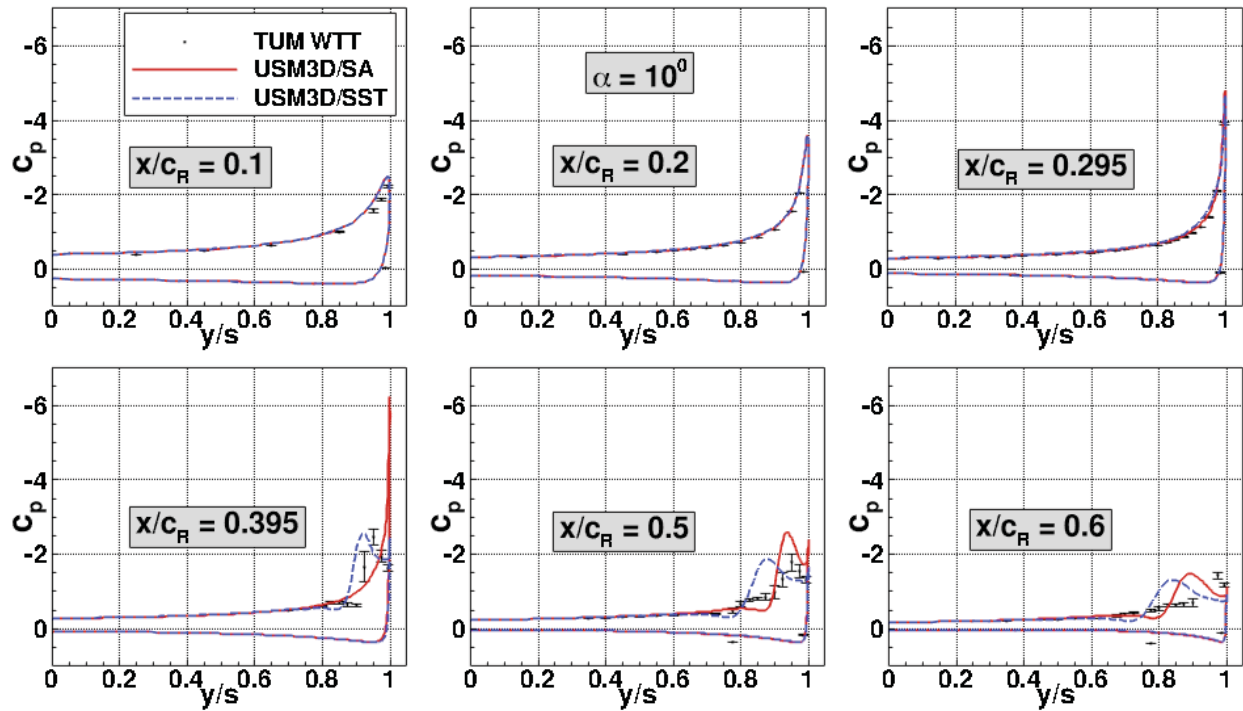 TUM WTT
USM3D/SA
USM3D/SST
x/c_R = 0.1
C_p
-6
-4
-2
0
0 0.2 0.4 0.6 0.8 1
y/s
α = 10⁰
x/c_R = 0.2
C_p
-6
-4
-2
0
0 0.2 0.4 0.6 0.8 1
y/s
x/c_R = 0.295
C_p
-6
-4
-2
0
0 0.2 0.4 0.6 0.8 1
y/s
x/c_R = 0.395
C_p
-6
-4
-2
0
0 0.2 0.4 0.6 0.8 1
y/s
x/c_R = 0.5
C_p
-6
-4
-2
0
0 0.2 0.4 0.6 0.8 1
y/s
x/c_R = 0.6
C_p
-6
-4
-2
0
0 0.2 0.4 0.6 0.8 1
y/s